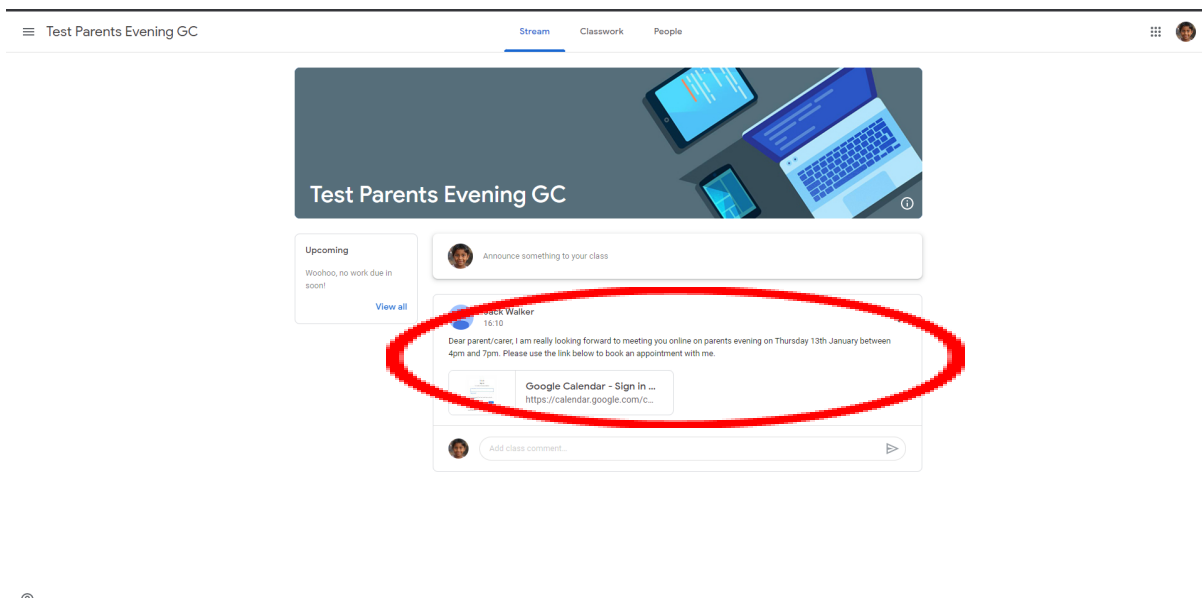 Test Parents Evening GC
Stream
Classwork
People
Test Parents Evening GC
Upcoming
Woohoo, no work due in
soon!
View all
Announce something to your class
Jack Walker
16:10
Dear parent/carer, I am really looking forward to meeting you online on parents evening on Thursday 13th January between
4pm and 7pm. Please use the link below to book an appointment with me.
Google Calendar - Sign in ...
https://calendar.google.com/c...
Add class comment...